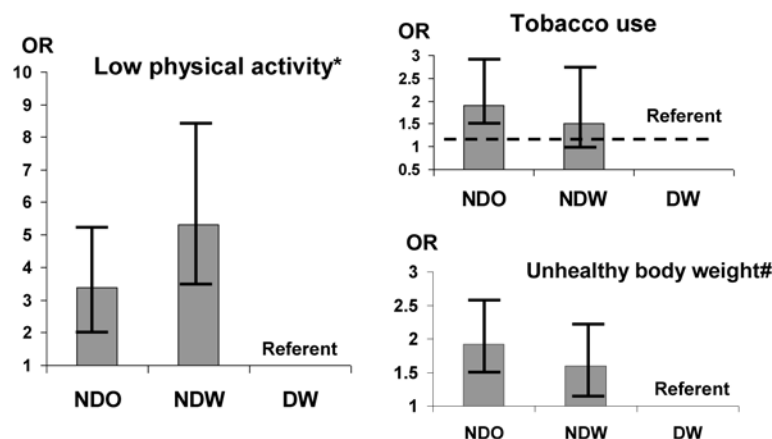 OR
Low physical activity*
10
9
8
7
6
5
4
3
2
1
Referent
NDO NDW DW
Tobacco use
OR
3
2.5
2
1.5
1
0.5
Referent
NDO NDW DW
OR
Unhealthy body weight#
3
2.5
2
1.5
1
Referent
NDO NDW DW